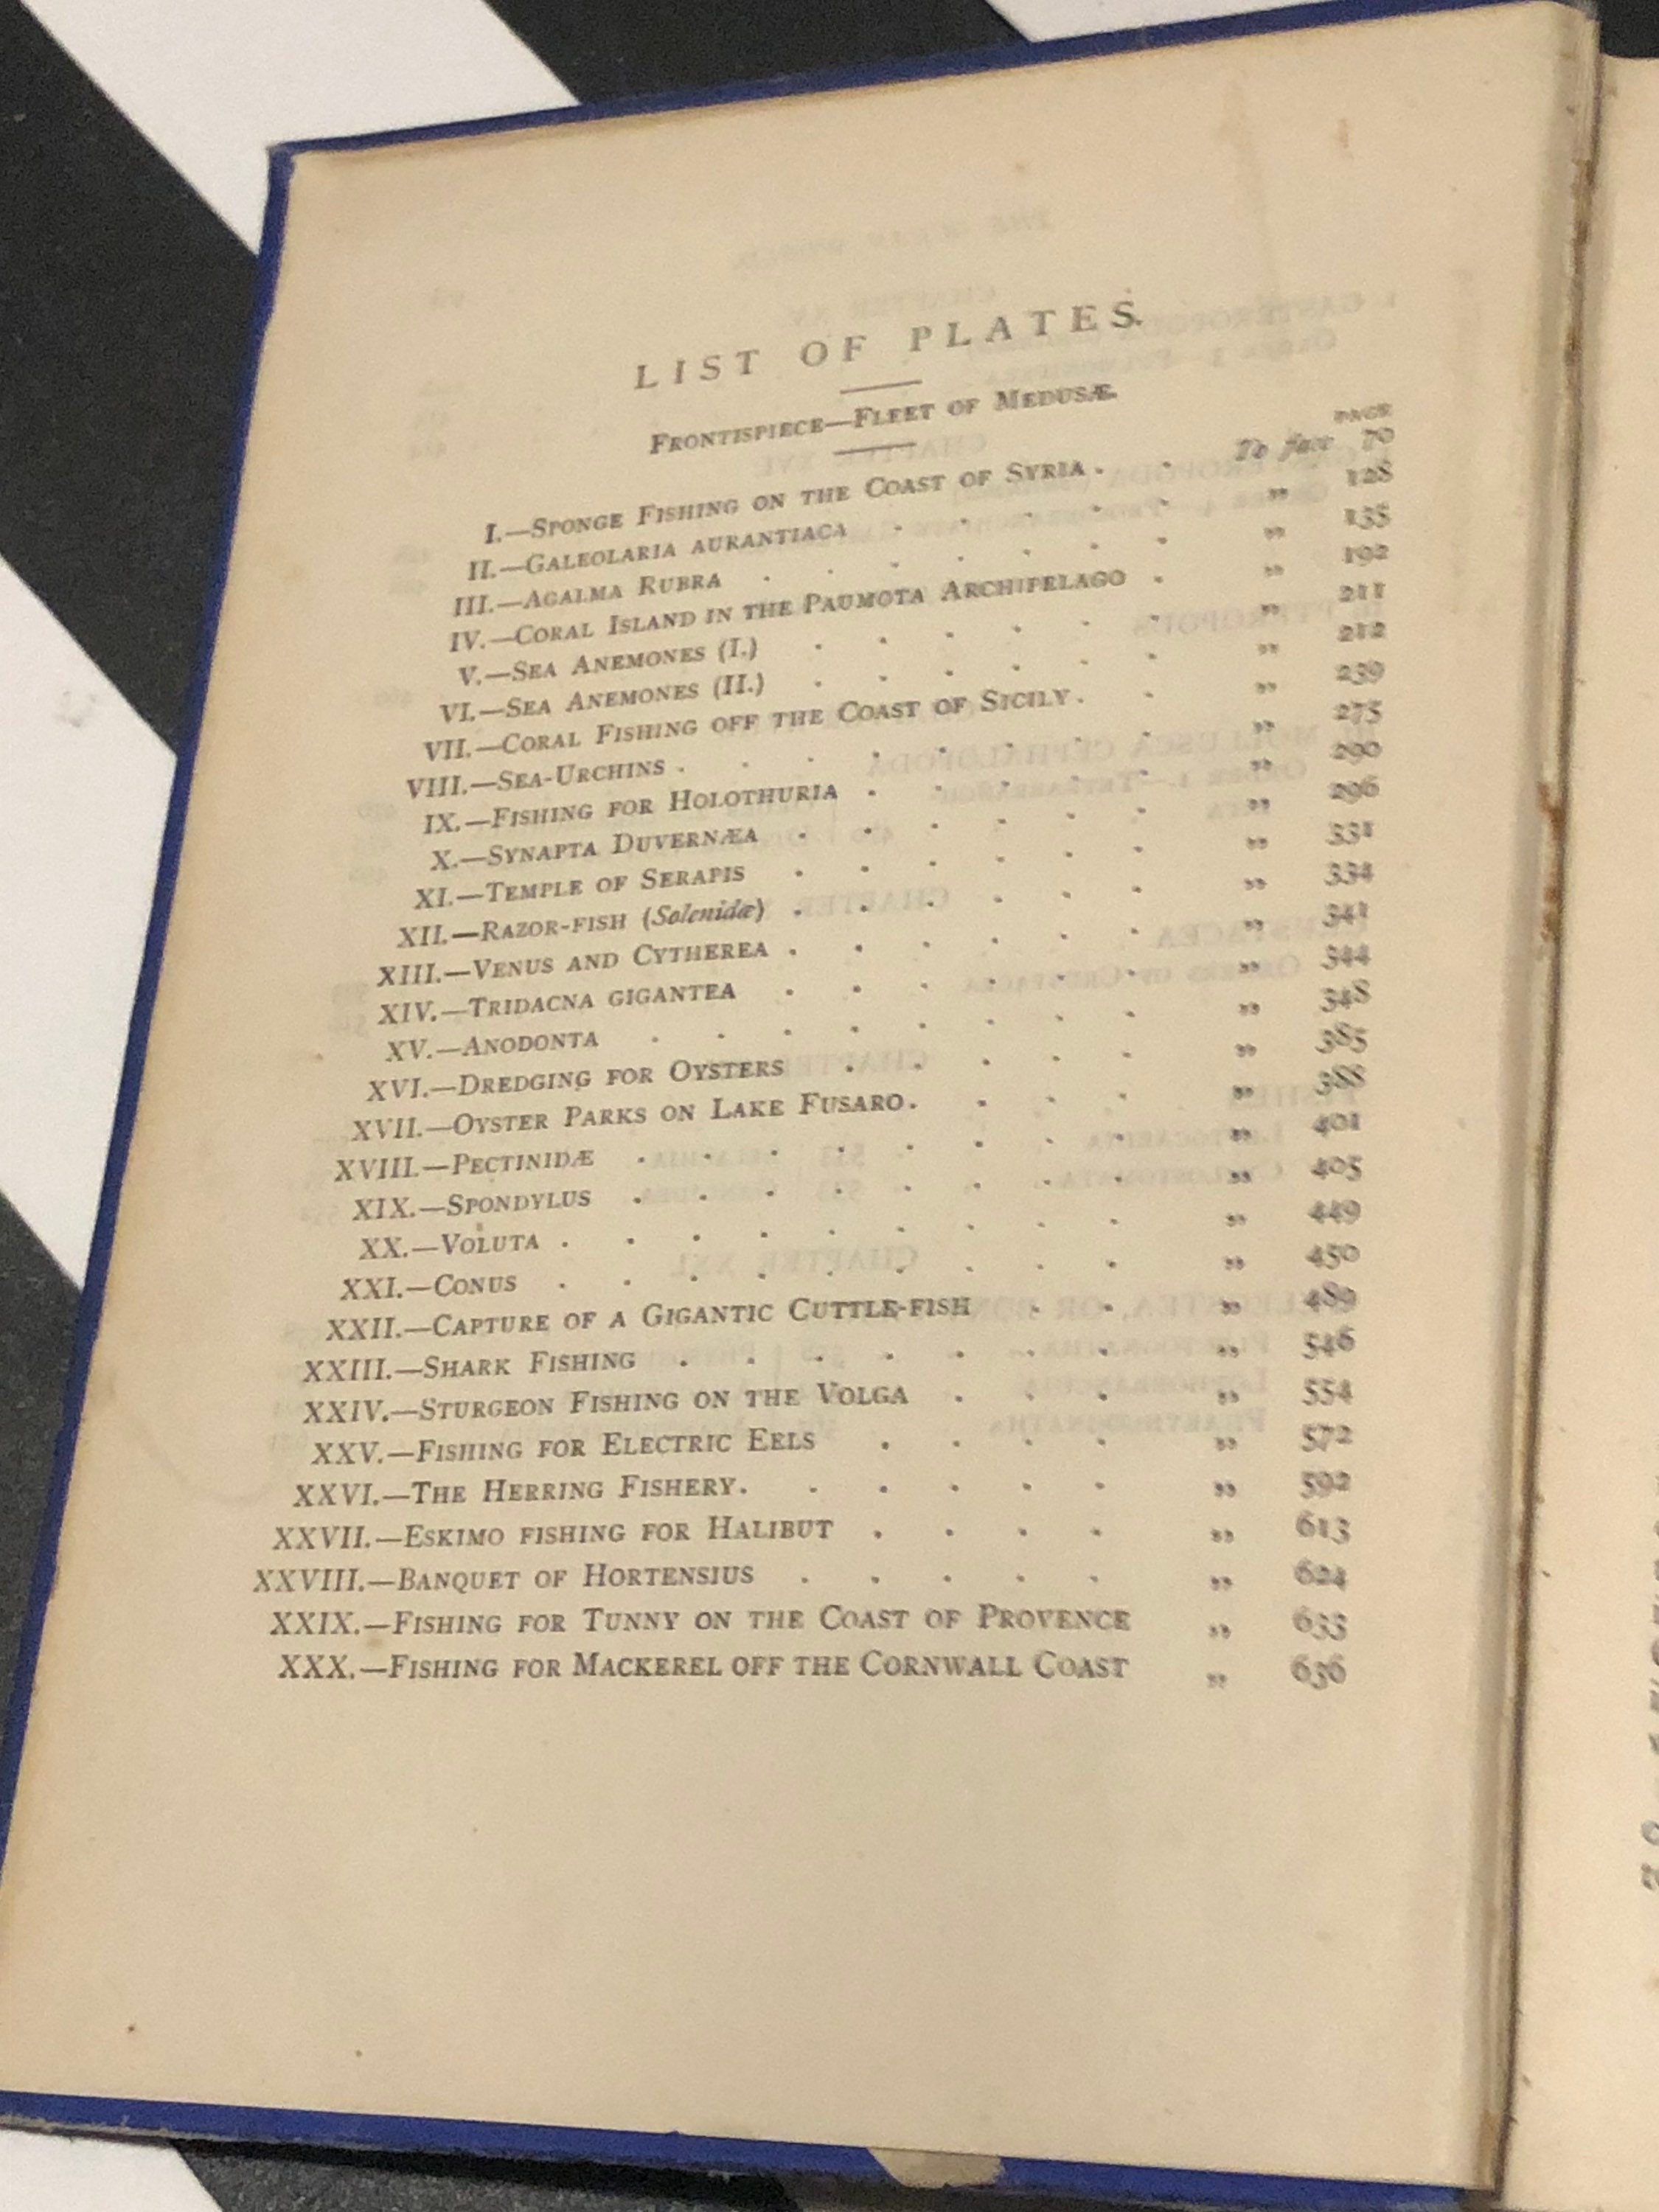 LIST OF PLATES.
FRONTISPIECE—FLEET OF MEDUSÆ.
PAGE
I.—SPONGE FISHING ON THE COAST OF SYRIA . . To face 70
II.—GALEOLARIA AURANTIACA . . . . . „ 128
III.—AGALMA RUBRA . . . . . . . „ 135
IV.—CORAL ISLAND IN THE PAUMOTA ARCHIPELAGO . „ 192
V.—SEA ANEMONES (I.) . . . . . . „ 211
VI.—SEA ANEMONES (II.) . . . . . . „ 212
VII.—CORAL FISHING OFF THE COAST OF SICILY . . „ 239
VIII.—SEA-URCHINS . . . . . . . . „ 275
IX.—FISHING FOR HOLOTHURIA . . . . . „ 290
X.—SYNAPTA DUVERNÆA . . . . . . „ 296
XI.—TEMPLE OF SERAPIS . . . . . . „ 331
XII.—RAZOR-FISH (Solenidæ) . . . . . . „ 334
XIII.—VENUS AND CYTHEREA . . . . . . „ 341
XIV.—TRIDACNA GIGANTEA . . . . . . „ 344
XV.—ANODONTA . . . . . . . . „ 348
XVI.—DREDGING FOR OYSTERS . . . . . „ 385
XVII.—OYSTER PARKS ON LAKE FUSARO . . . . „ 388
XVIII.—PECTINIDÆ . . . . . . . . „ 401
XIX.—SPONDYLUS . . . . . . . . „ 405
XX.—VOLUTA . . . . . . . . . „ 449
XXI.—CONUS . . . . . . . . . „ 450
XXII.—CAPTURE OF A GIGANTIC CUTTLE-FISH . . „ 489
XXIII.—SHARK FISHING . . . . . . . „ 546
XXIV.—STURGEON FISHING ON THE VOLGA . . . „ 554
XXV.—FISHING FOR ELECTRIC EELS . . . . „ 572
XXVI.—THE HERRING FISHERY . . . . . . „ 592
XXVII.—ESKIMO FISHING FOR HALIBUT . . . . „ 613
XXVIII.—BANQUET OF HORTENSIUS . . . . . „ 624
XXIX.—FISHING FOR TUNNY ON THE COAST OF PROVENCE „ 633
XXX.—FISHING FOR MACKEREL OFF THE CORNWALL COAST „ 636